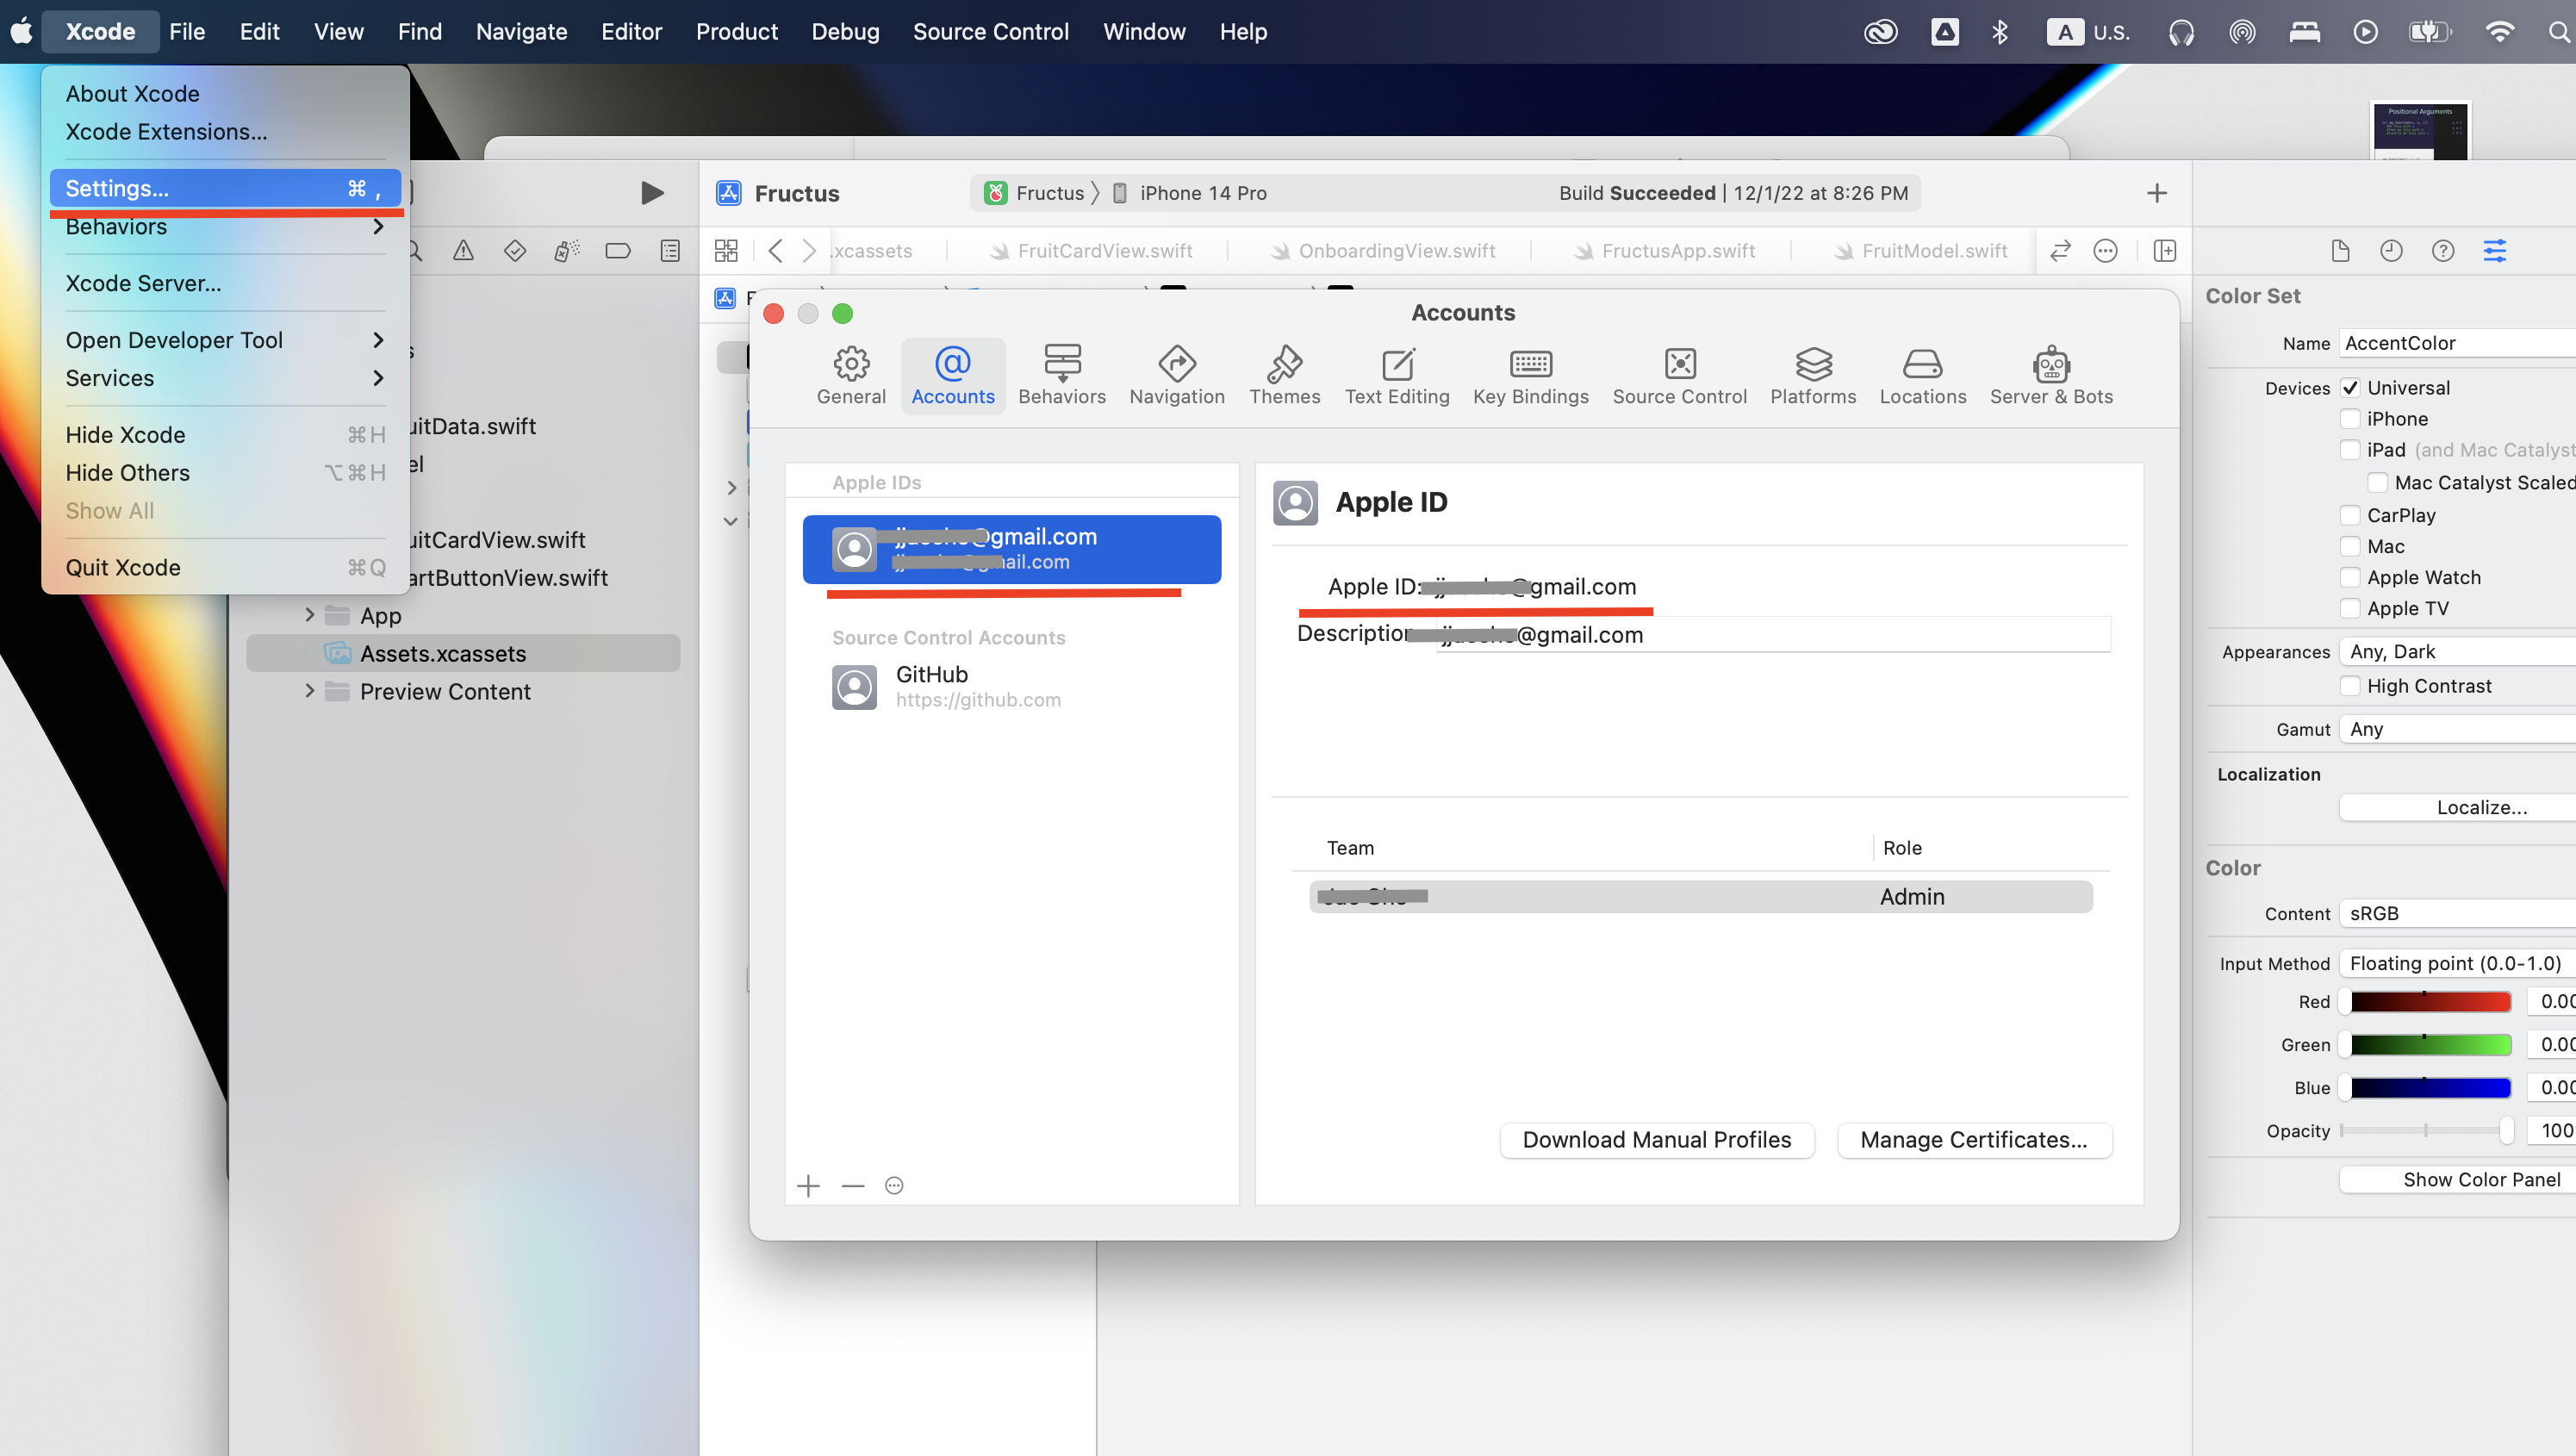 Xcode File Edit View Find Navigate Editor Product Debug Source Control Window Help
A U.S.
About Xcode
Xcode Extensions...
Settings... ⌘ ,
Behaviors
Xcode Server...
Open Developer Tool
Services
Hide Xcode ⌘H
Hide Others ⌥⌘H
Show All
Quit Xcode ⌘Q
Positional Arguments
Fructus
Fructus 〉 iPhone 14 Pro
Build Succeeded | 12/1/22 at 8:26 PM
.xcassets
FruitCardView.swift
OnboardingView.swift
FructusApp.swift
FruitModel.swift
uitData.swift
el
uitCardView.swift
artButtonView.swift
App
Assets.xcassets
Preview Content
Accounts
General
Accounts
Behaviors
Navigation
Themes
Text Editing
Key Bindings
Source Control
Platforms
Locations
Server & Bots
Apple IDs
@gmail.com
gmail.com
Source Control Accounts
GitHub
https://github.com
Apple ID
Apple ID: @gmail.com
Description @gmail.com
Team Role
Admin
Download Manual Profiles
Manage Certificates...
Color Set
Name AccentColor
Devices Universal
iPhone
iPad (and Mac Catalyst
Mac Catalyst Scaled
CarPlay
Mac
Apple Watch
Apple TV
Appearances Any, Dark
High Contrast
Gamut Any
Localization
Localize...
Color
Content sRGB
Input Method Floating point (0.0-1.0)
Red 0.00
Green 0.00
Blue 0.00
Opacity 100
Show Color Panel